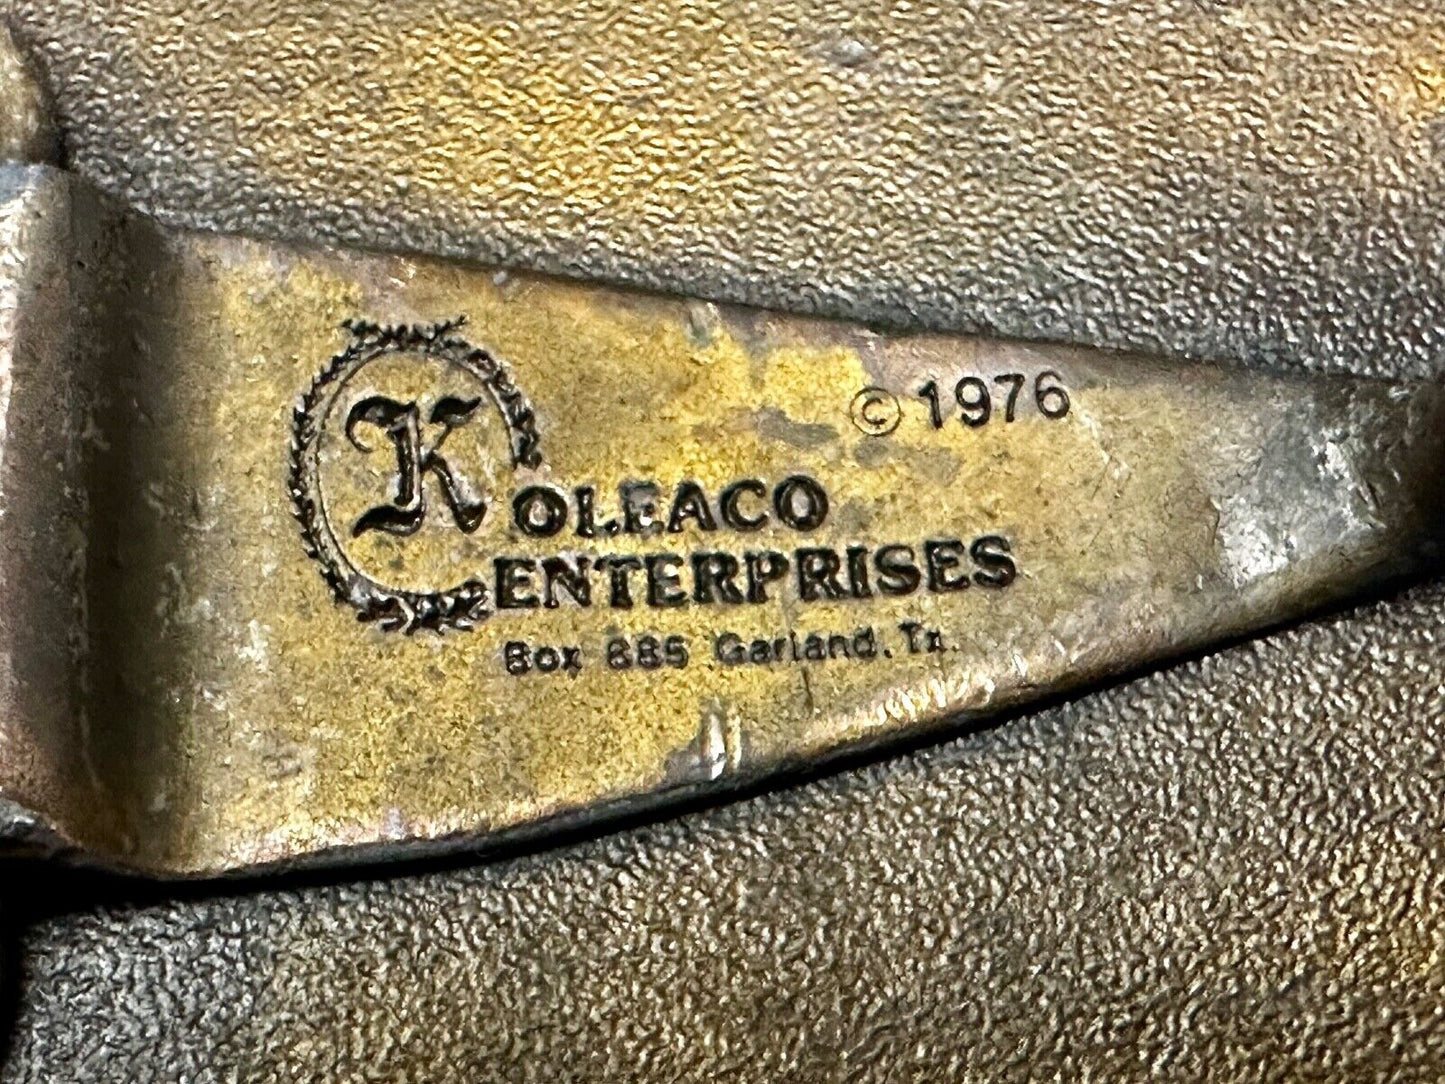 © 1976
KOLEACO
ENTERPRISES
Box 885 Garland, Tx.